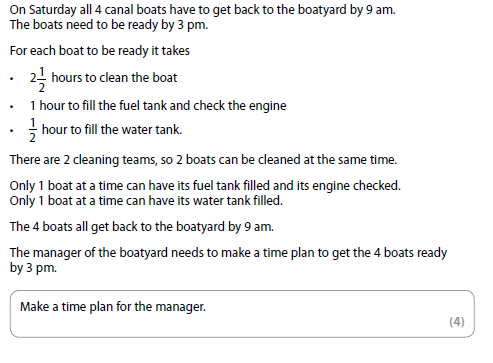 On Saturday all 4 canal boats have to get back to the boatyard by 9 am.
The boats need to be ready by 3 pm.
For each boat to be ready it takes
• 2 1/2 hours to clean the boat
• 1 hour to fill the fuel tank and check the engine
• 1/2 hour to fill the water tank.
There are 2 cleaning teams, so 2 boats can be cleaned at the same time.
Only 1 boat at a time can have its fuel tank filled and its engine checked.
Only 1 boat at a time can have its water tank filled.
The 4 boats all get back to the boatyard by 9 am.
The manager of the boatyard needs to make a time plan to get the 4 boats ready
by 3 pm.
Make a time plan for the manager.
(4)